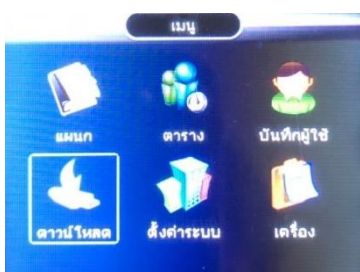 เมนู
แผนก
ตาราง
บันทึกผู้ใช้
ดาวน์โหลด
ตั้งค่าระบบ
เครื่อง